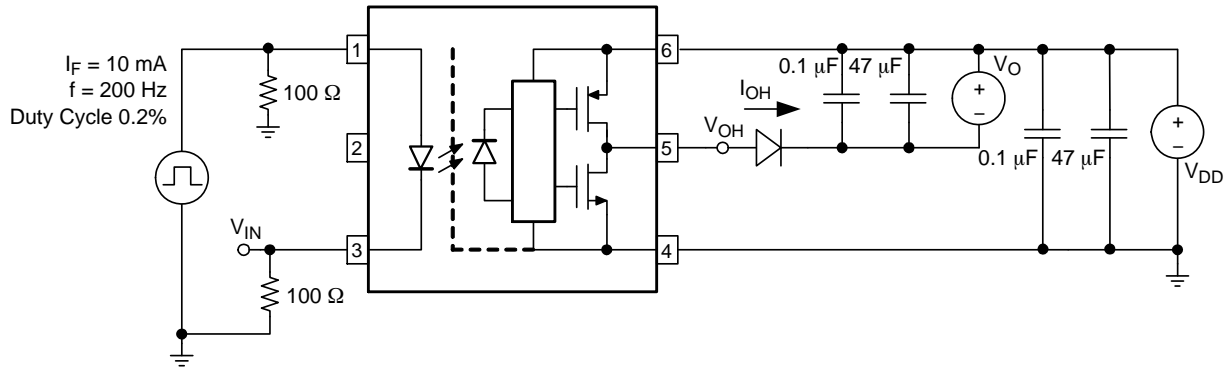 I_F = 10 mA
f = 200 Hz
Duty Cycle 0.2%
100 Ω
V_IN
100 Ω
1
2
3
6
5
4
V_OH
I_OH
0.1 μF 47 μF
V_O
+
−
0.1 μF 47 μF
+
−
V_DD